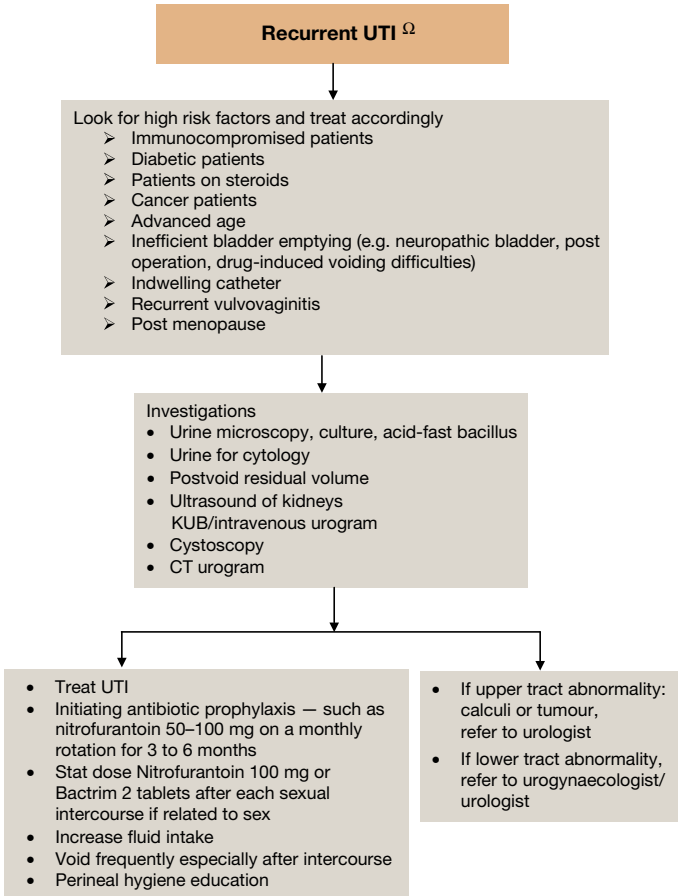 Recurrent UTI Ω
Look for high risk factors and treat accordingly
➢ Immunocompromised patients
➢ Diabetic patients
➢ Patients on steroids
➢ Cancer patients
➢ Advanced age
➢ Inefficient bladder emptying (e.g. neuropathic bladder, post
operation, drug-induced voiding difficulties)
➢ Indwelling catheter
➢ Recurrent vulvovaginitis
➢ Post menopause
Investigations
• Urine microscopy, culture, acid-fast bacillus
• Urine for cytology
• Postvoid residual volume
• Ultrasound of kidneys
KUB/intravenous urogram
• Cystoscopy
• CT urogram
• Treat UTI
• Initiating antibiotic prophylaxis — such as
nitrofurantoin 50–100 mg on a monthly
rotation for 3 to 6 months
• Stat dose Nitrofurantoin 100 mg or
Bactrim 2 tablets after each sexual
intercourse if related to sex
• Increase fluid intake
• Void frequently especially after intercourse
• Perineal hygiene education
• If upper tract abnormality:
calculi or tumour,
refer to urologist
• If lower tract abnormality,
refer to urogynaecologist/
urologist